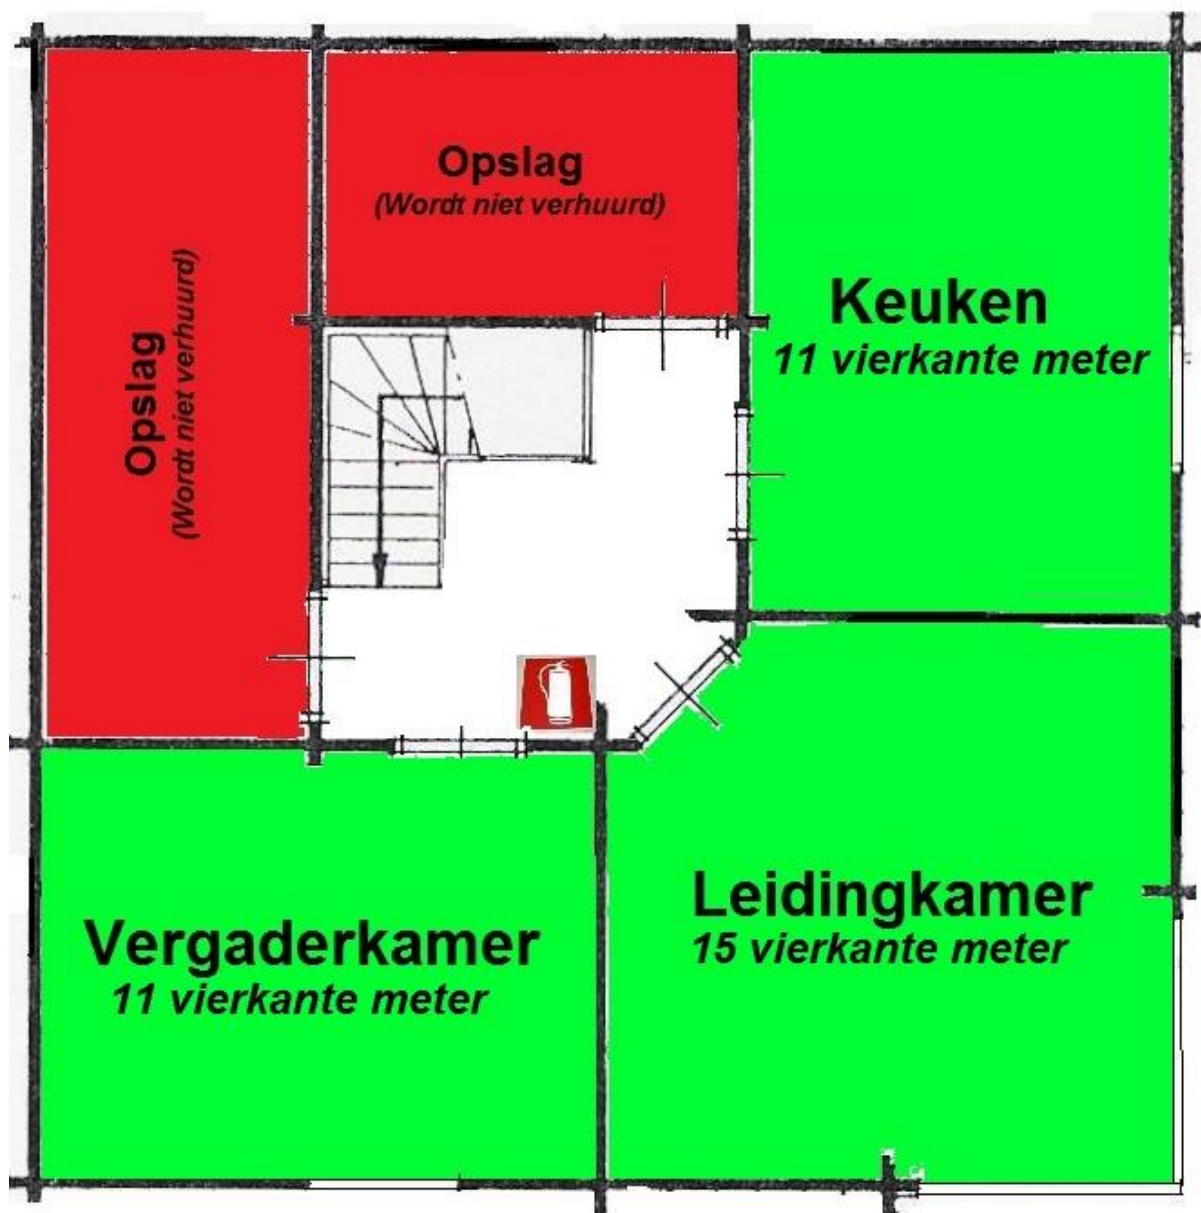 Opslag
(Wordt niet verhuurd)
Opslag
(Wordt niet verhuurd)
Keuken
11 vierkante meter
Vergaderkamer
11 vierkante meter
Leidingkamer
15 vierkante meter